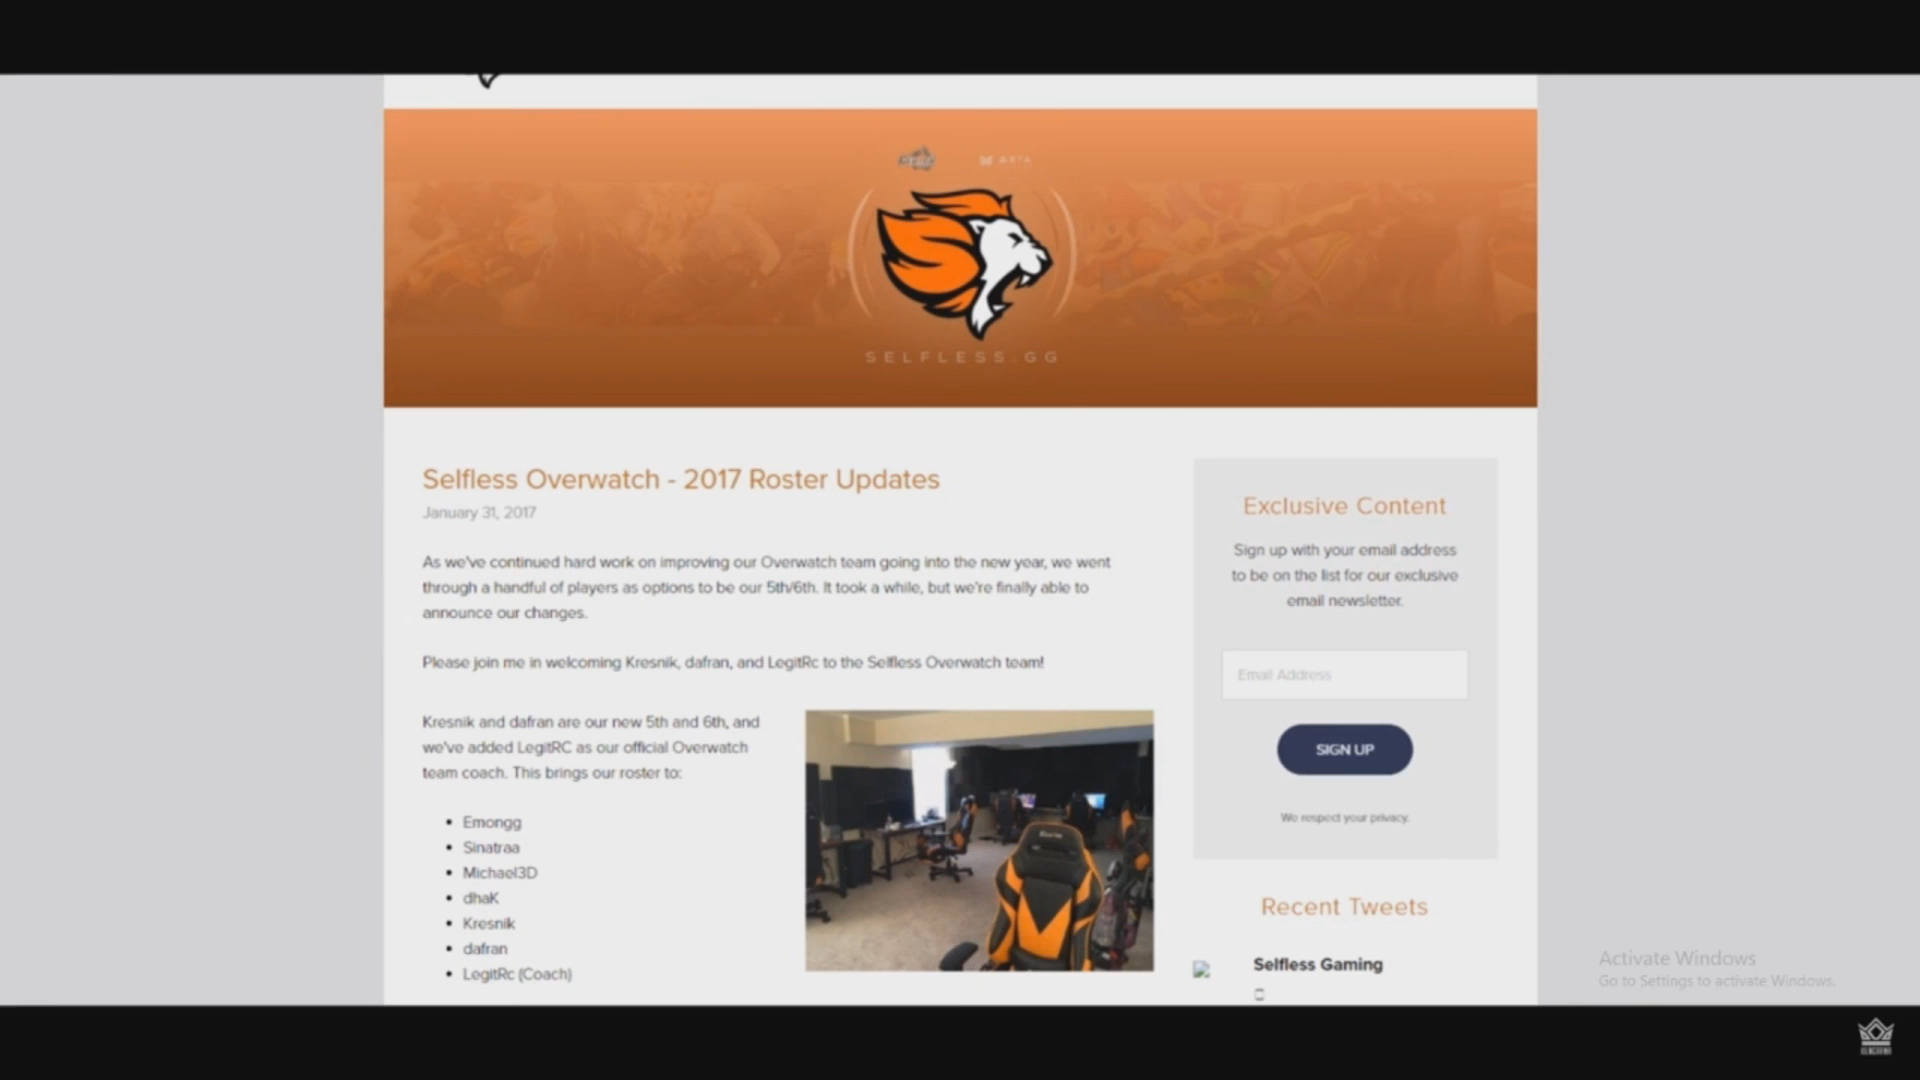 SELFLESS.GG
Selfless Overwatch - 2017 Roster Updates
January 31, 2017
As we've continued hard work on improving our Overwatch team going into the new year, we went
through a handful of players as options to be our 5th/6th. It took a while, but we're finally able to
announce our changes.
Please join me in welcoming Kresnik, dafran, and LegitRc to the Selfless Overwatch team!
Kresnik and dafran are our new 5th and 6th, and
we've added LegitRC as our official Overwatch
team coach. This brings our roster to:
• Emongg
• Sinatraa
• Michael3D
• dhaK
• Kresnik
• dafran
• LegitRc (Coach)
Exclusive Content
Sign up with your email address
to be on the list for our exclusive
email newsletter.
Email Address
SIGN UP
We respect your privacy.
Recent Tweets
Selfless Gaming
Activate Windows
Go to Settings to activate Windows.